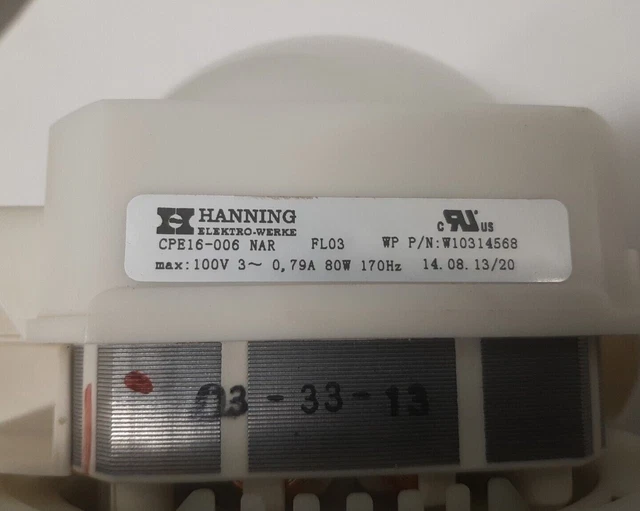 HANNING
ELEKTRO-WERKE
c RU US
CPE16-006 NAR FL03 WP P/N:W10314568
max:100V 3~ 0,79A 80W 170Hz 14.08.13/20
03-33-13